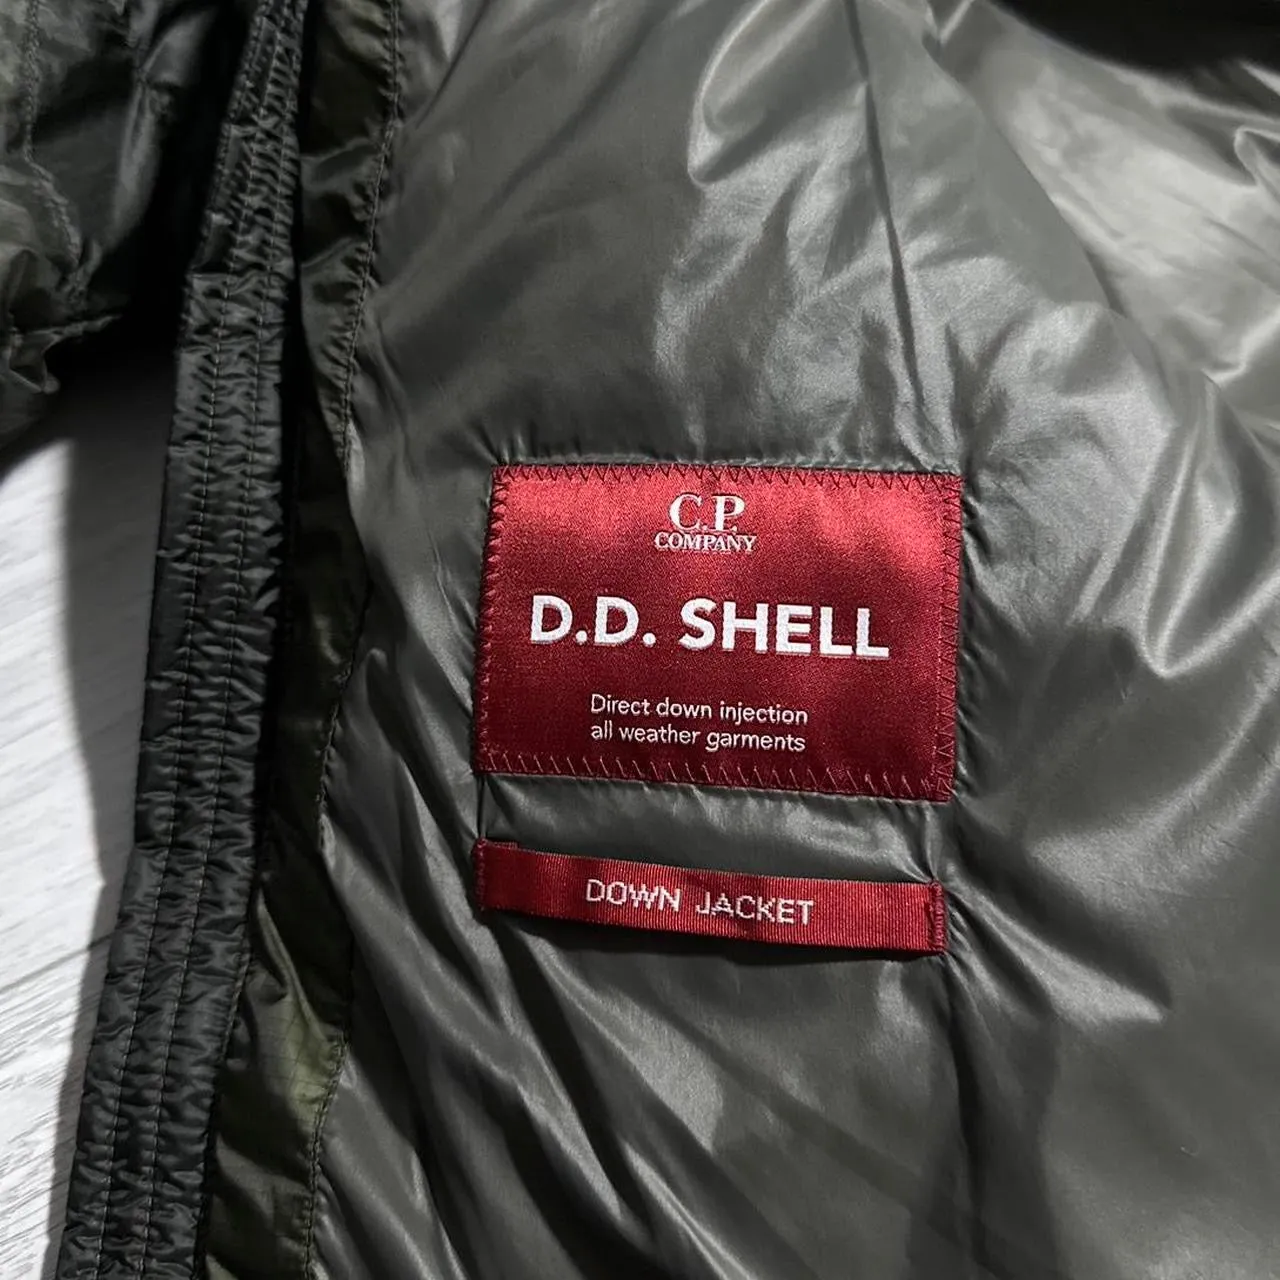 C.P.
COMPANY
D.D. SHELL
Direct down injection
all weather garments
DOWN JACKET